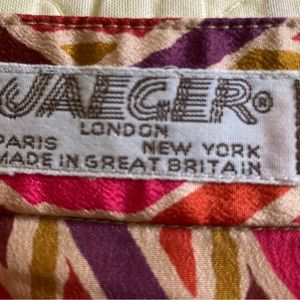 JAEGER®
LONDON
PARIS NEW YORK
MADE IN GREAT BRITAIN